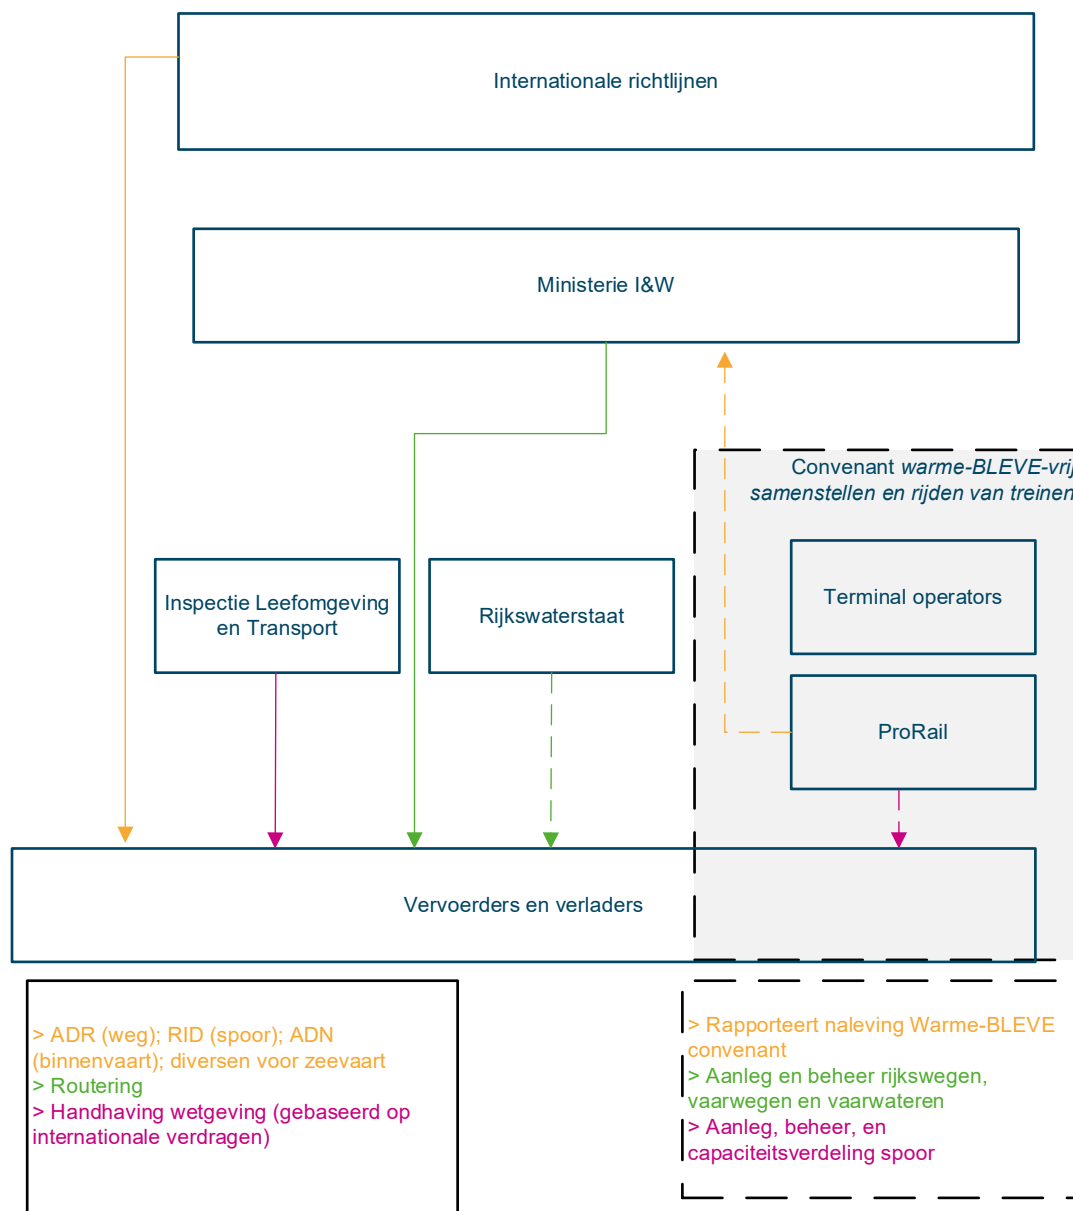 Internationale richtlijnen
Ministerie I&W
Convenant warme-BLEVE-vrij
samenstellen en rijden van treinen
Terminal operators
Inspectie Leefomgeving
en Transport
Rijkswaterstaat
ProRail
Vervoerders en verladers
> ADR (weg); RID (spoor); ADN
(binnenvaart); diversen voor zeevaart
> Routering
> Handhaving wetgeving (gebaseerd op
internationale verdragen)
> Rapporteert naleving Warme-BLEVE
convenant
> Aanleg en beheer rijkswegen,
vaarwegen en vaarwateren
> Aanleg, beheer, en
capaciteitsverdeling spoor